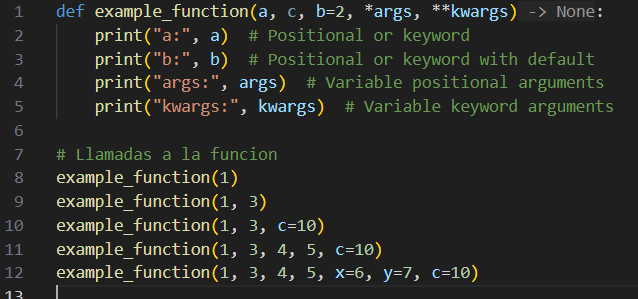 1 def example_function(a, c, b=2, *args, **kwargs) -> None:
2 print("a:", a) # Positional or keyword
3 print("b:", b) # Positional or keyword with default
4 print("args:", args) # Variable positional arguments
5 print("kwargs:", kwargs) # Variable keyword arguments
6
7 # Llamadas a la funcion
8 example_function(1)
9 example_function(1, 3)
10 example_function(1, 3, c=10)
11 example_function(1, 3, 4, 5, c=10)
12 example_function(1, 3, 4, 5, x=6, y=7, c=10)
13